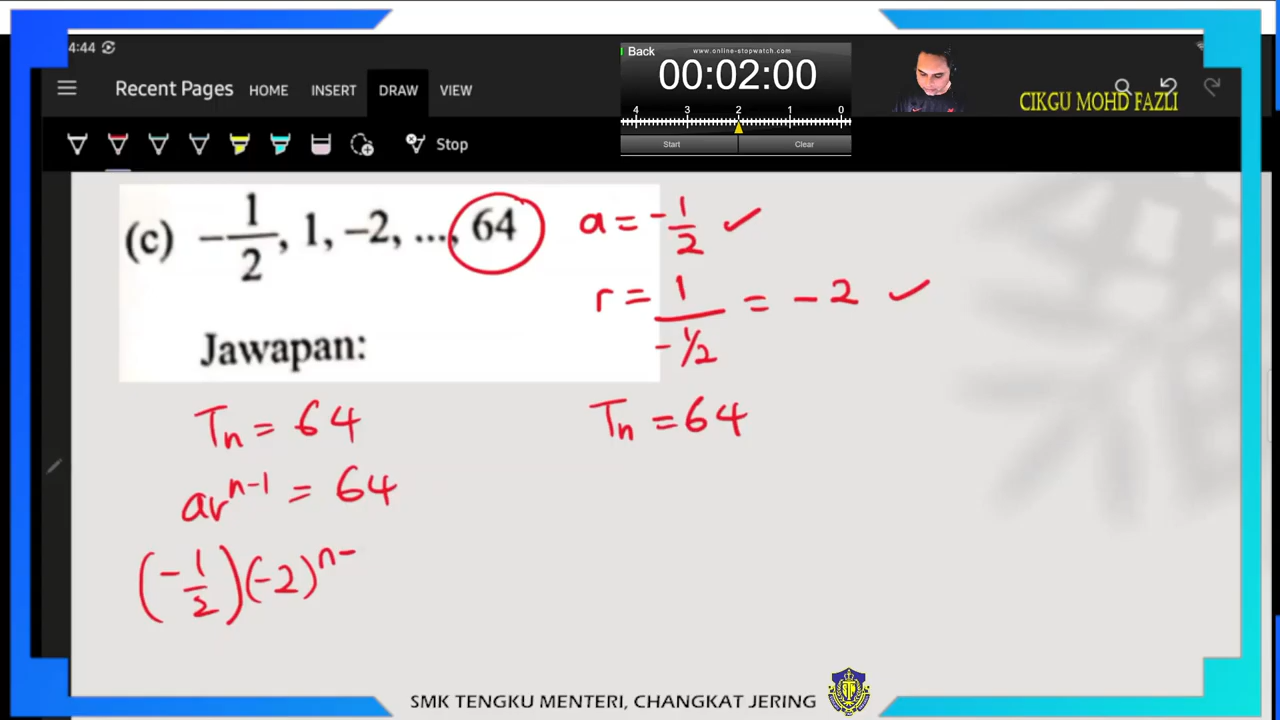 4:44
Recent Pages HOME INSERT DRAW VIEW
Stop
Back
www.online-stopwatch.com
00:02:00
4 3 2 1 0
Start Clear
CIKGU MOHD FAZLI
(c) -1/2, 1, -2, ..., 64
Jawapan:
a = -1/2 ✓
r = 1/(-1/2) = -2 ✓
Tn = 64
Tn = 64
ar^(n-1) = 64
(-1/2)(-2)^(n-
SMK TENGKU MENTERI, CHANGKAT JERING